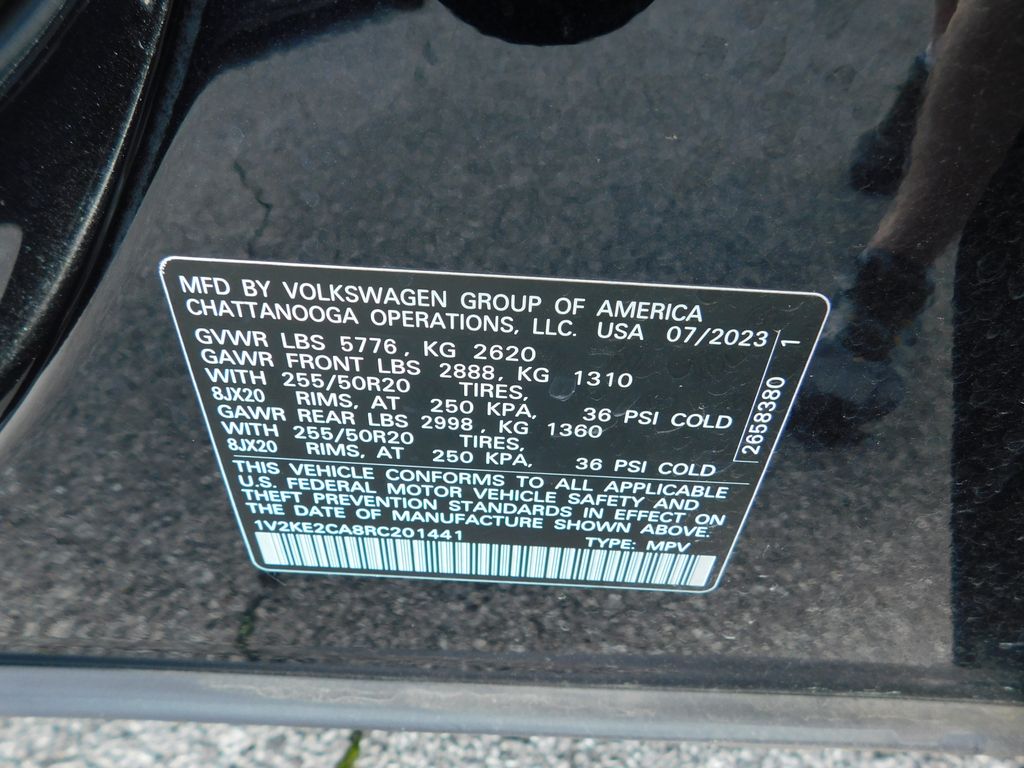 MFD BY VOLKSWAGEN GROUP OF AMERICA
CHATTANOOGA OPERATIONS, LLC. USA 07/2023
GVWR LBS 5776, KG 2620
GAWR FRONT LBS 2888, KG 1310
WITH 255/50R20 TIRES,
8JX20 RIMS, AT 250 KPA, 36 PSI COLD
GAWR REAR LBS 2998, KG 1360
WITH 255/50R20 TIRES,
8JX20 RIMS, AT 250 KPA, 36 PSI COLD
THIS VEHICLE CONFORMS TO ALL APPLICABLE
U.S. FEDERAL MOTOR VEHICLE SAFETY AND
THEFT PREVENTION STANDARDS IN EFFECT ON
THE DATE OF MANUFACTURE SHOWN ABOVE.
1V2KE2CA8RC201441 TYPE: MPV
2658380 1